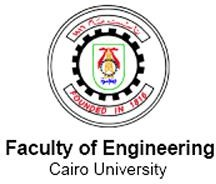 FOUNDED IN 1816
Faculty of Engineering
Cairo University